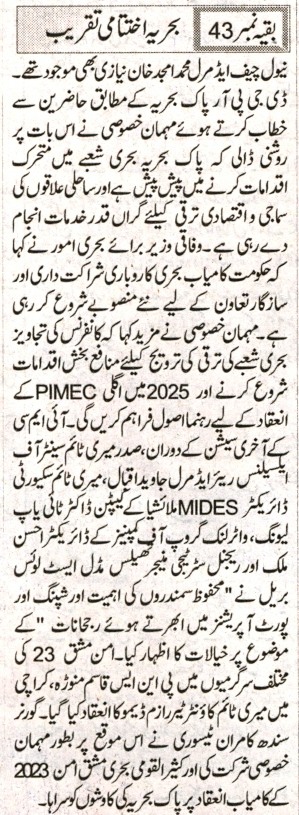 بقیہ نمبر 43 بحریہ اختتامی تقریب
نیول چیف ایڈمرل محمد امجد خان نیازی بھی موجود تھے۔
ڈی جی پی آر پاک بحریہ کے مطابق حاضرین سے
خطاب کرتے ہوئے مہمان خصوصی نے اس بات پر
روشنی ڈالی کہ پاک بحریہ بحری شعبے میں متحرک
اقدامات کرنے میں پیش پیش ہے اور ساحلی علاقوں کی
سماجی و اقتصادی ترقی کیلئے گراں قدر خدمات انجام
دے رہی ہے۔ وفاقی وزیر برائے بحری امور نے کہا
کہ حکومت کامیاب بحری کاروباری شراکت داری اور
سازگار تعاون کے لیے نئے منصوبے شروع کر رہی
ہے۔ مہمان خصوصی نے مزید کہا کہ کانفرنس کی تجاویز
بحری شعبے کی ترقی کی ترویج کیلئے منافع بخش اقدامات
شروع کرنے اور 2025 میں اگلی PIMEC کے
انعقاد کے لیے رہنما اصول فراہم کریں گی۔ آئی ایم سی
کے آخری سیشن کے دوران، صدر میری ٹائم سینٹر آف
ایکسیلنس ریئر ایڈمرل جاوید اقبال، میری ٹائم سکیورٹی
ڈائریکٹر MIDES ملائشیا کے کیپٹن ڈاکٹر ٹائی یاپ
لیونگ، واٹر لنک گروپ آف کمپنیز کے ڈائریکٹر احسن
ملک اور ریجنل سٹریٹجی منیجر تھیلس مڈل ایسٹ لوئس
بریل نے "محفوظ سمندروں کی اہمیت اور شپنگ اور
پورٹ آپریشنز میں ابھرتے ہوئے رجحانات" کے
موضوع پر خیالات کا اظہار کیا۔ امن مشق 23 کی
مختلف سرگرمیوں میں پی این ایس قاسم منوڑہ، کراچی
میں میری ٹائم کاؤنٹر ٹیررازم ڈیمو کا انعقاد کیا گیا۔ گورنر
سندھ کامران ٹیسوری نے اس موقع پر بطور مہمان
خصوصی شرکت کی اور کثیر القومی بحری مشق امن 2023
کے کامیاب انعقاد پر پاک بحریہ کی کاوشوں کو سراہا۔